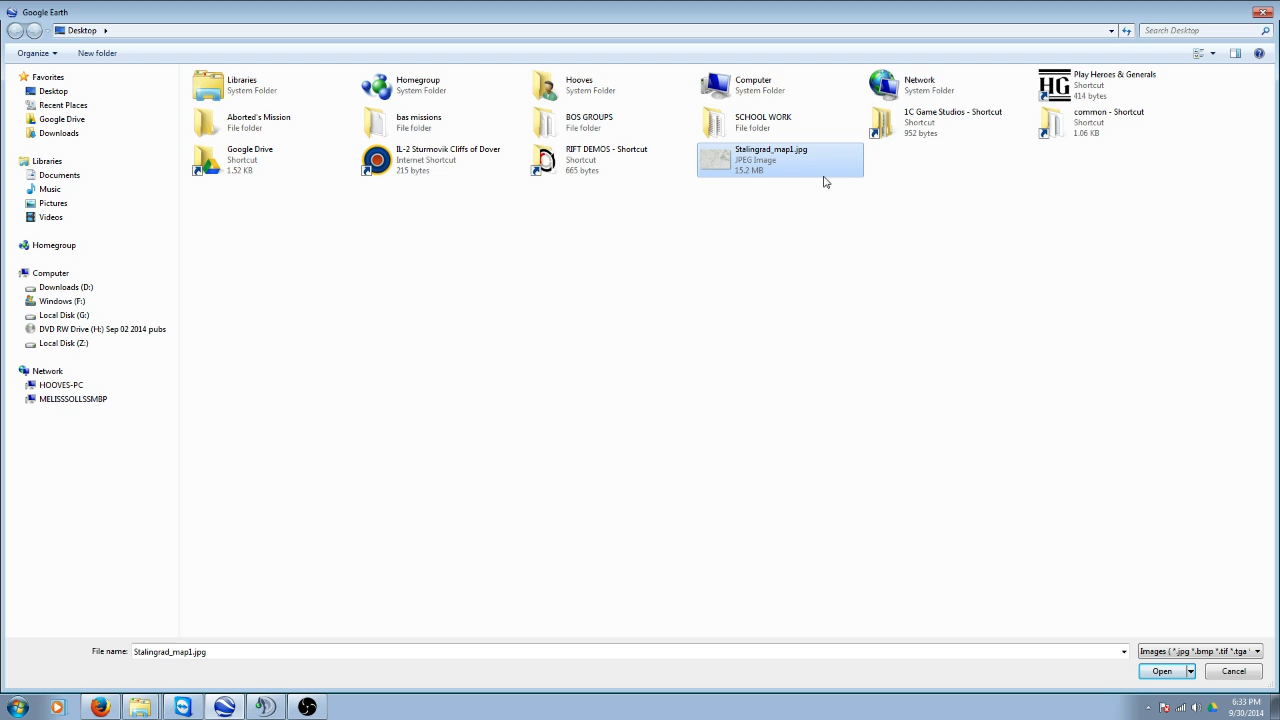 Google Earth
Desktop
Search Desktop
Organize
New folder
Favorites
Desktop
Recent Places
Google Drive
Downloads
Libraries
Documents
Music
Pictures
Videos
Homegroup
Computer
Downloads (D:)
Windows (F:)
Local Disk (G:)
DVD RW Drive (H:) Sep 02 2014 pubs
Local Disk (Z:)
Network
HOOVES-PC
MELISSSOLLSSMBP
Libraries
System Folder
Homegroup
System Folder
Hooves
System Folder
Computer
System Folder
Network
System Folder
HG
Play Heroes & Generals
Shortcut
414 bytes
Aborted's Mission
File folder
bas missions
File folder
BOS GROUPS
File folder
SCHOOL WORK
File folder
1C Game Studios - Shortcut
Shortcut
952 bytes
common - Shortcut
Shortcut
1.06 KB
Google Drive
Shortcut
1.52 KB
IL-2 Sturmovik Cliffs of Dover
Internet Shortcut
215 bytes
RIFT DEMOS - Shortcut
Shortcut
665 bytes
Stalingrad_map1.jpg
JPEG Image
15.2 MB
File name:
Stalingrad_map1.jpg
Images ( *.jpg *.bmp *.tif *.tga
Open
Cancel
6:33 PM
9/30/2014